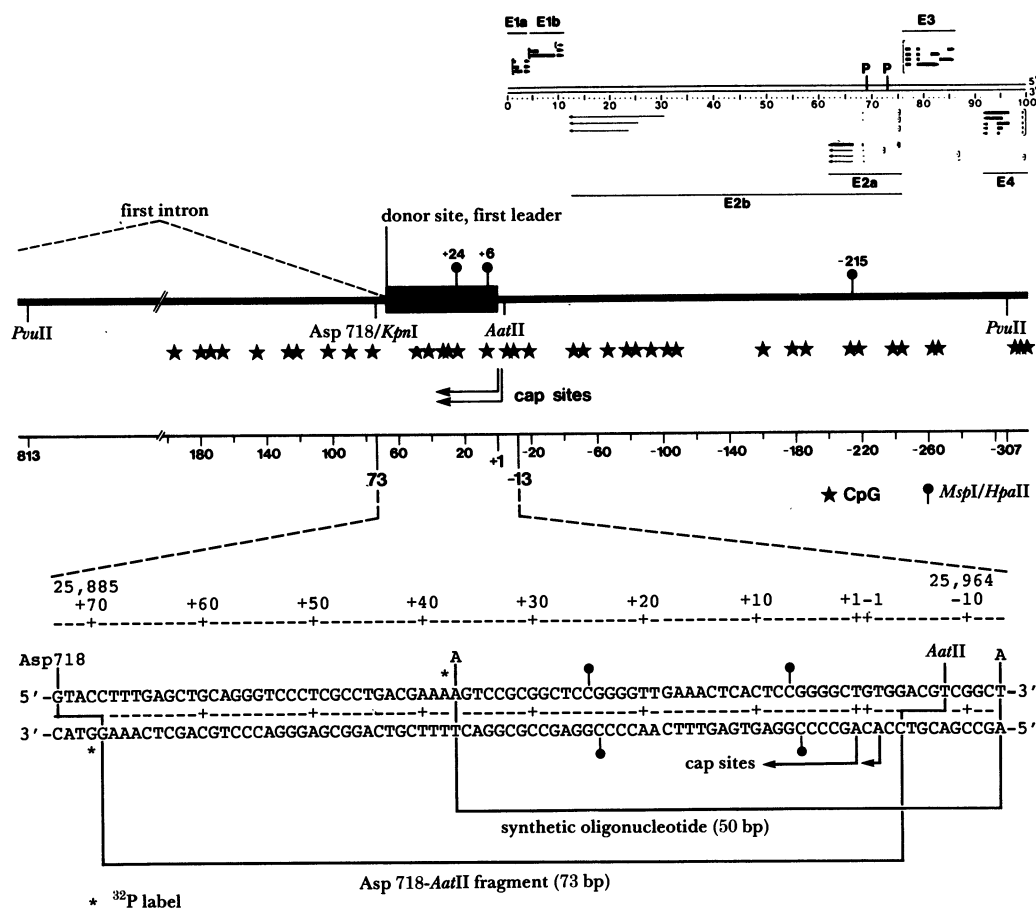 E1a E1b
E3
P P
5'
3'
0 10 20 30 40 50 60 70 80 90 100
E2a
E4
E2b
first intron
donor site, first leader
+24 +6
-215
PvuII
Asp 718/KpnI
AatII
PvuII
cap sites
813 180 140 100 60 20 +1 -20 -60 -100 -140 -180 -220 -260 -307
73
-13
★ CpG
MspI/HpaII
25,885
25,964
+70 +60 +50 +40 +30 +20 +10 +1-1 -10
Asp718
* A
AatII
A
5'-GTACCTTTGAGCTGCAGGGTCCCTCGCCTGACGAAAAGTCCGCGGCTCCGGGGTTGAAACTCACTCCGGGGCTGTGGACGTCGGCT-3'
3'-CATGGAAACTCGACGTCCCAGGGAGCGGACTGCTTTTCAGGCGCCGAGGCCCCAACTTTGAGTGAGGCCCCGACACCTGCAGCCGA-5'
*
cap sites
synthetic oligonucleotide (50 bp)
Asp 718-AatII fragment (73 bp)
* 32P label